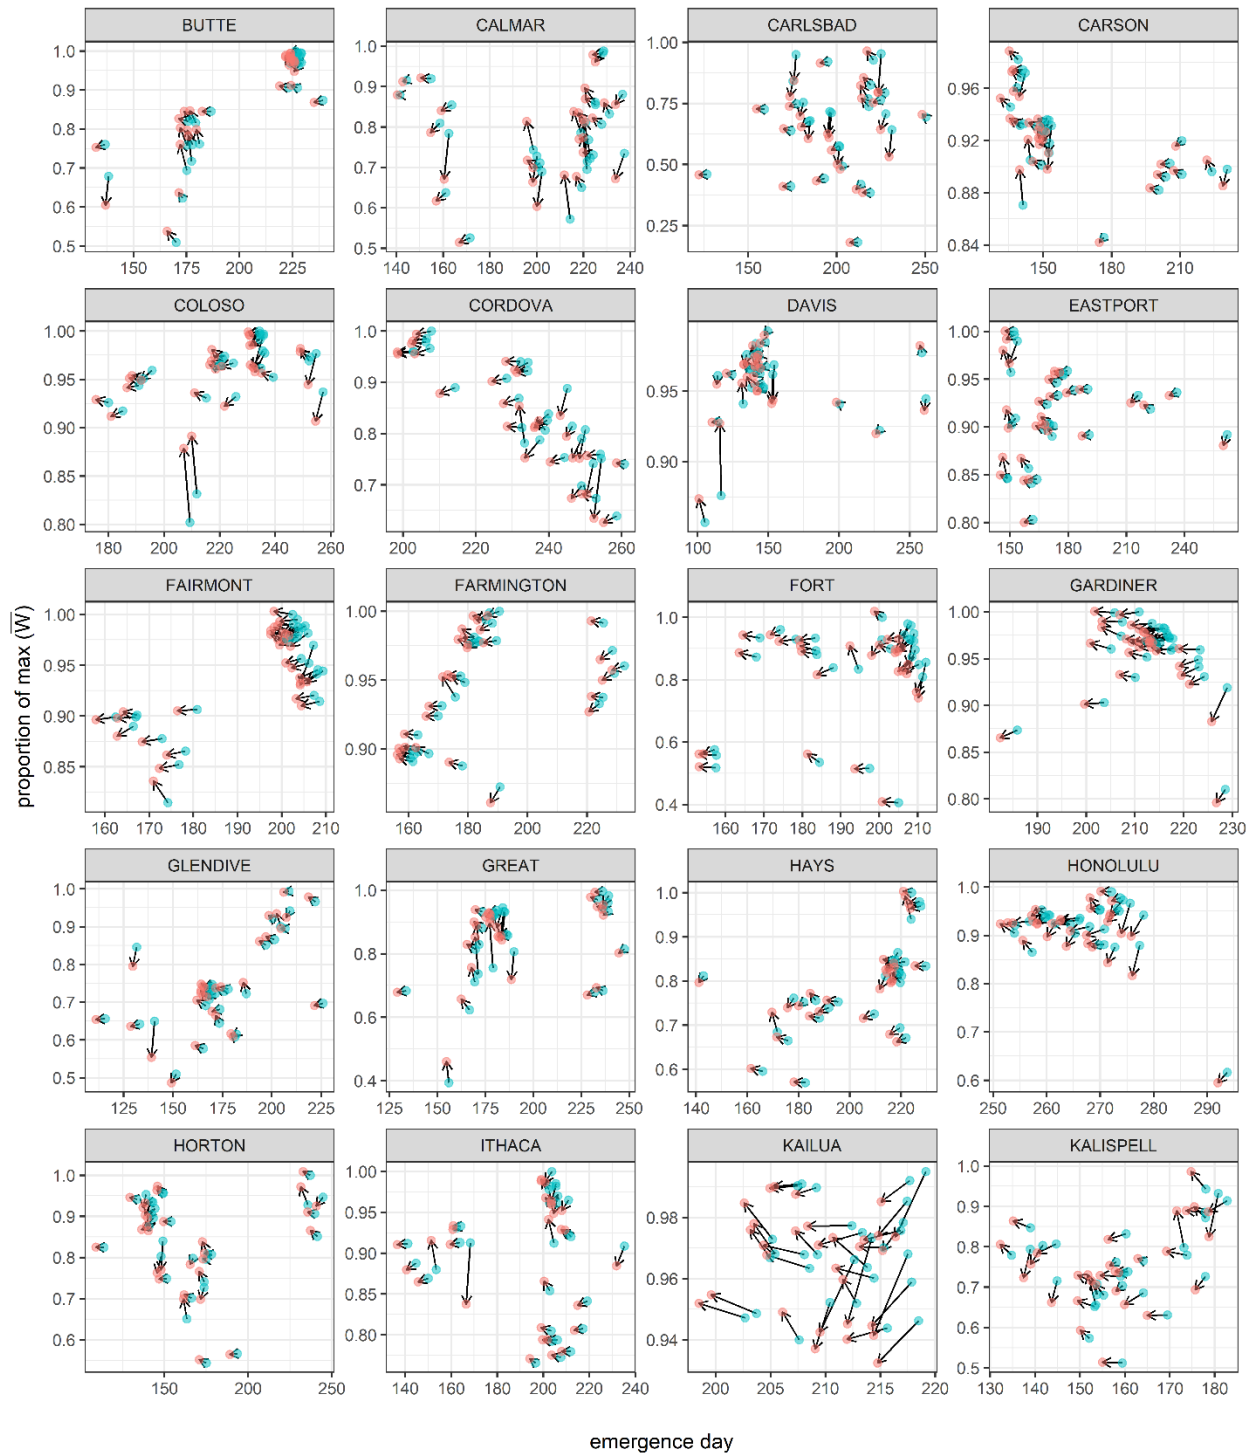 BUTTE CALMAR CARLSBAD CARSON
1.0 0.9 0.8 0.7 0.6 0.5
150 175 200 225
1.0 0.9 0.8 0.7 0.6 0.5
140 160 180 200 220 240
1.00 0.75 0.50 0.25
150 200 250
0.96 0.92 0.88 0.84
150 180 210
COLOSO CORDOVA DAVIS EASTPORT
1.00 0.95 0.90 0.85 0.80
180 200 220 240 260
1.0 0.9 0.8 0.7
200 220 240 260
0.95 0.90
100 150 200 250
1.00 0.95 0.90 0.85 0.80
150 180 210 240
FAIRMONT FARMINGTON FORT GARDINER
1.00 0.95 0.90 0.85
160 170 180 190 200 210
1.00 0.95 0.90
160 180 200 220
1.0 0.8 0.6 0.4
160 170 180 190 200 210
1.00 0.95 0.90 0.85 0.80
190 200 210 220 230
GLENDIVE GREAT HAYS HONOLULU
1.0 0.9 0.8 0.7 0.6 0.5
125 150 175 200 225
1.0 0.8 0.6 0.4
150 175 200 225 250
1.0 0.9 0.8 0.7 0.6
140 160 180 200 220
1.0 0.9 0.8 0.7 0.6
250 260 270 280 290
HORTON ITHACA KAILUA KALISPELL
1.0 0.9 0.8 0.7 0.6
150 200 250
1.00 0.95 0.90 0.85 0.80
140 160 180 200 220 240
0.98 0.96 0.94
200 205 210 215 220
1.0 0.9 0.8 0.7 0.6 0.5
130 140 150 160 170 180
proportion of max (W̅)
emergence day